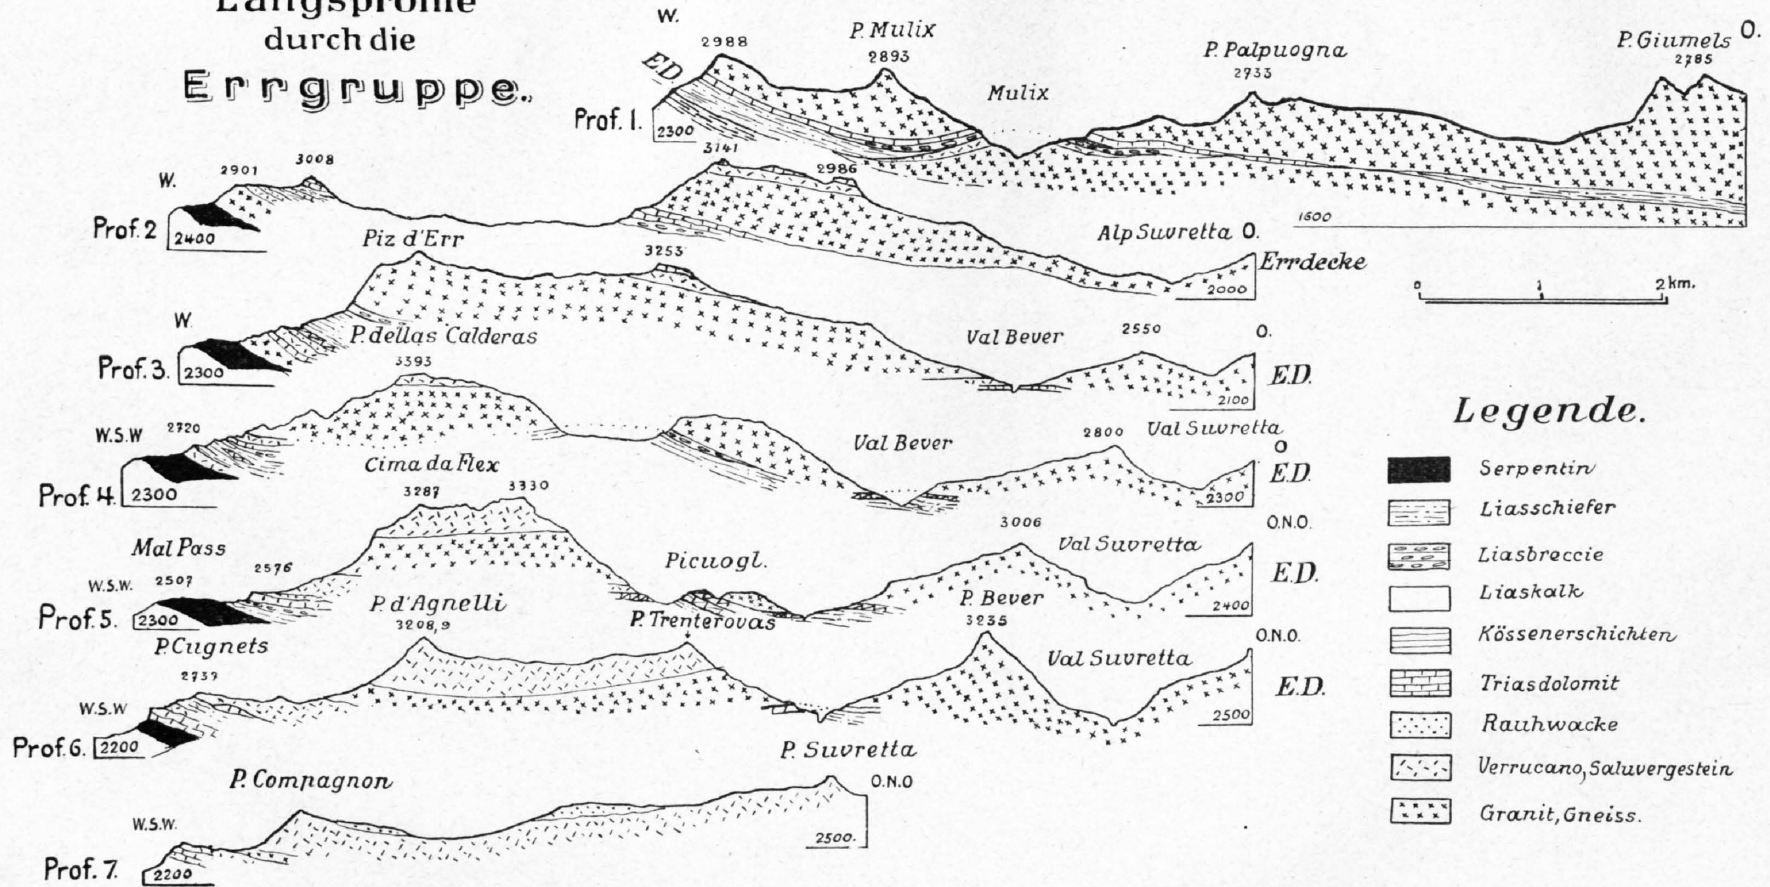 Längsprofile
durch die
Errgruppe.
W.
2988
P. Mulix
2893
P. Palpuogna
2733
P. Giumels O.
2785
E.D.
Mulix
Prof. 1.
2300
1600
W.
2901
3008
3141
2986
Prof. 2
2400
Alp Suvretta O.
Errdecke
2000
0 1 2 km.
Piz d'Err
3253
W.
Prof. 3.
2300
Val Bever
2550
O.
E.D.
2100
P. dellas Calderas
3393
W.S.W
2720
Prof. 4.
2300
Val Bever
2800
Val Suvretta
O
E.D.
2300
Cima da Flex
3287
3330
Mal Pass
W.S.W.
2507
2576
Prof. 5.
2300
Picuogl.
3006
Val Suvretta
O.N.O.
E.D.
2400
P. d'Agnelli
3208,9
P. Trenterovas
P. Bever
3235
P. Cugnets
2739
W.S.W
Prof. 6.
2200
Val Suvretta
O.N.O.
E.D.
2500
P. Compagnon
P. Suvretta
O.N.O
W.S.W.
Prof. 7.
2200
2500.
Legende.
Serpentin
Liasschiefer
Liasbreccie
Liaskalk
Kössenerschichten
Triasdolomit
Rauhwacke
Verrucano, Saluvergestein
Granit, Gneiss.